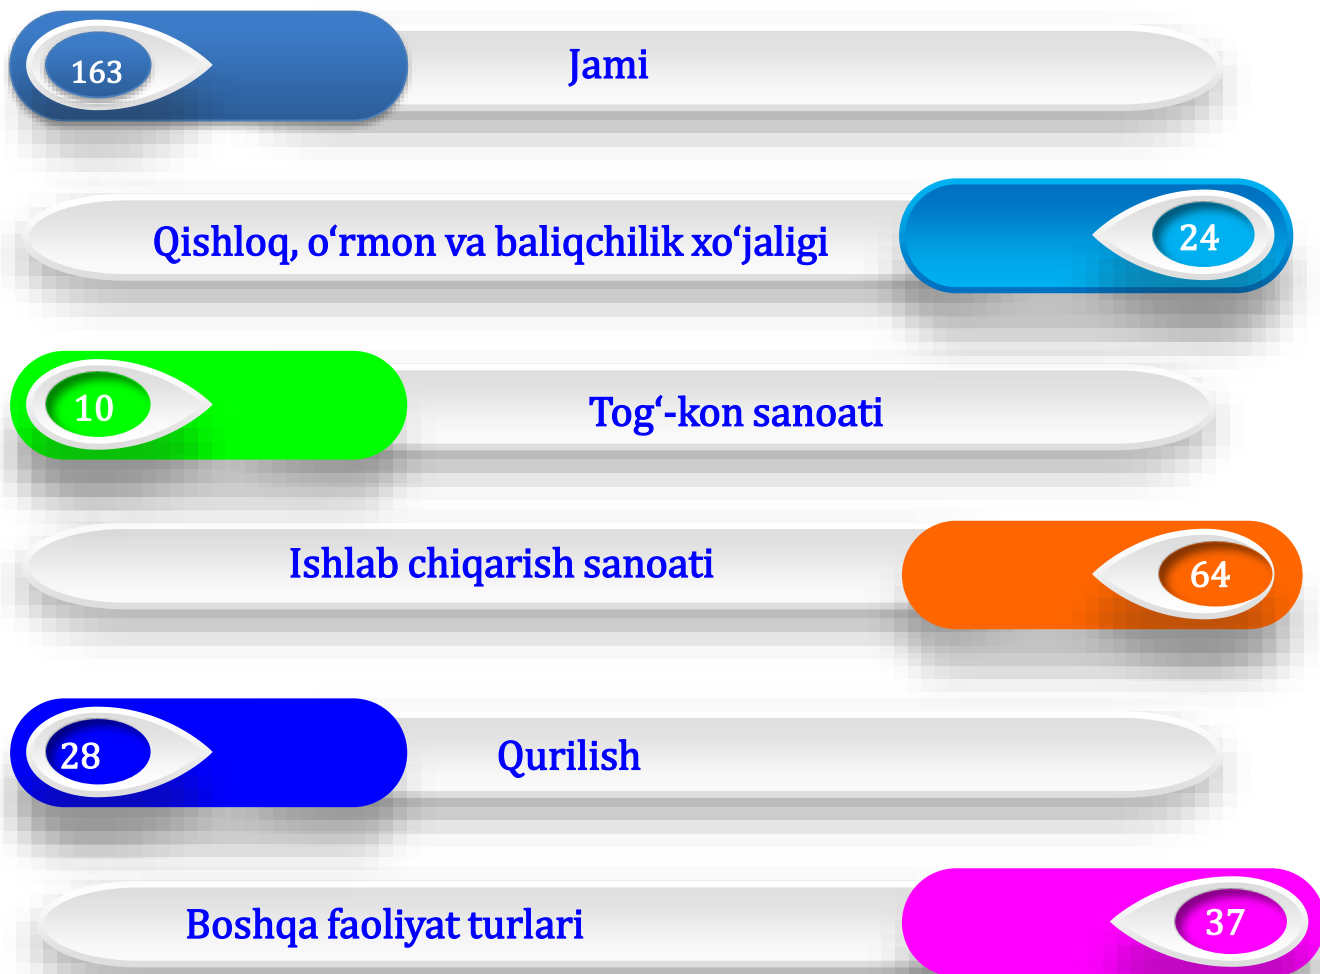 163 Jami
Qishloq, o‘rmon va baliqchilik xo‘jaligi 24
10 Tog‘-kon sanoati
Ishlab chiqarish sanoati 64
28 Qurilish
Boshqa faoliyat turlari 37